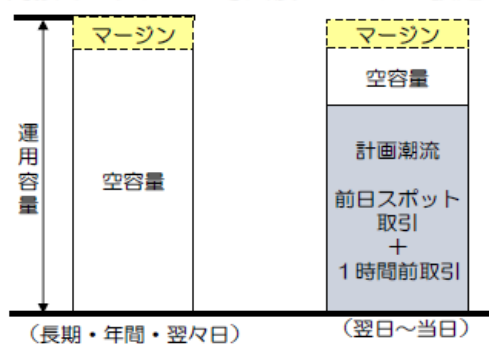 マージン
運用容量
空容量
(長期・年間・翌々日)
マージン
空容量
計画潮流
前日スポット
取引
+
1時間前取引
(翌日~当日)